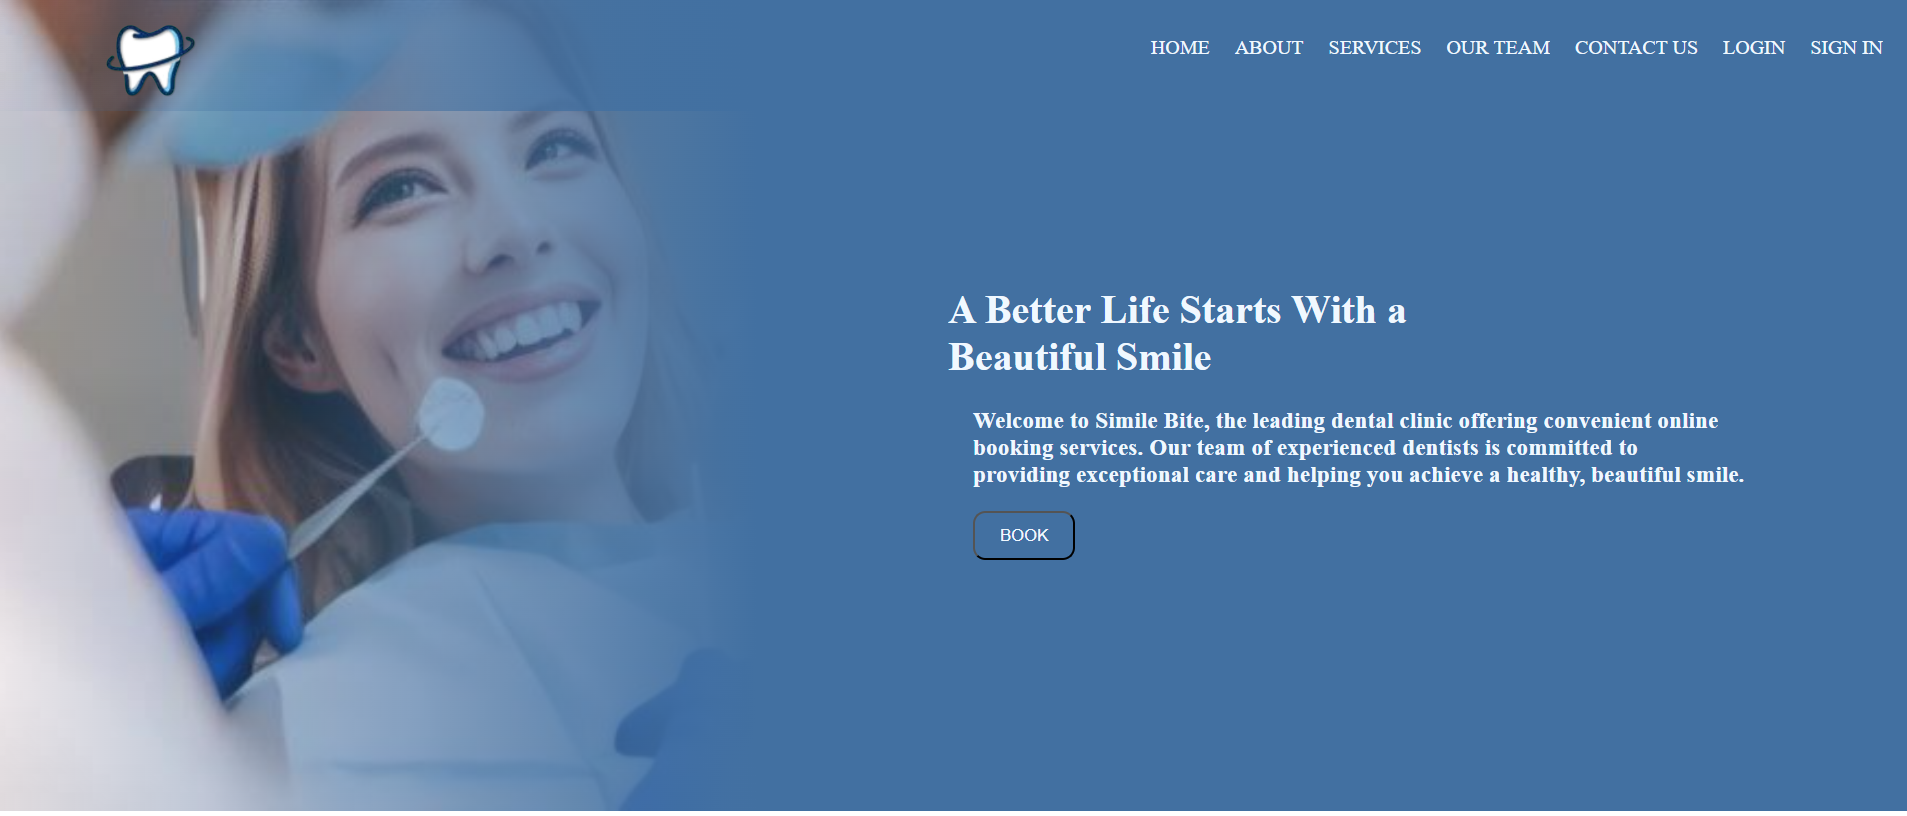 HOME ABOUT SERVICES OUR TEAM CONTACT US LOGIN SIGN IN
A Better Life Starts With a
Beautiful Smile
Welcome to Simile Bite, the leading dental clinic offering convenient online
booking services. Our team of experienced dentists is committed to
providing exceptional care and helping you achieve a healthy, beautiful smile.
BOOK